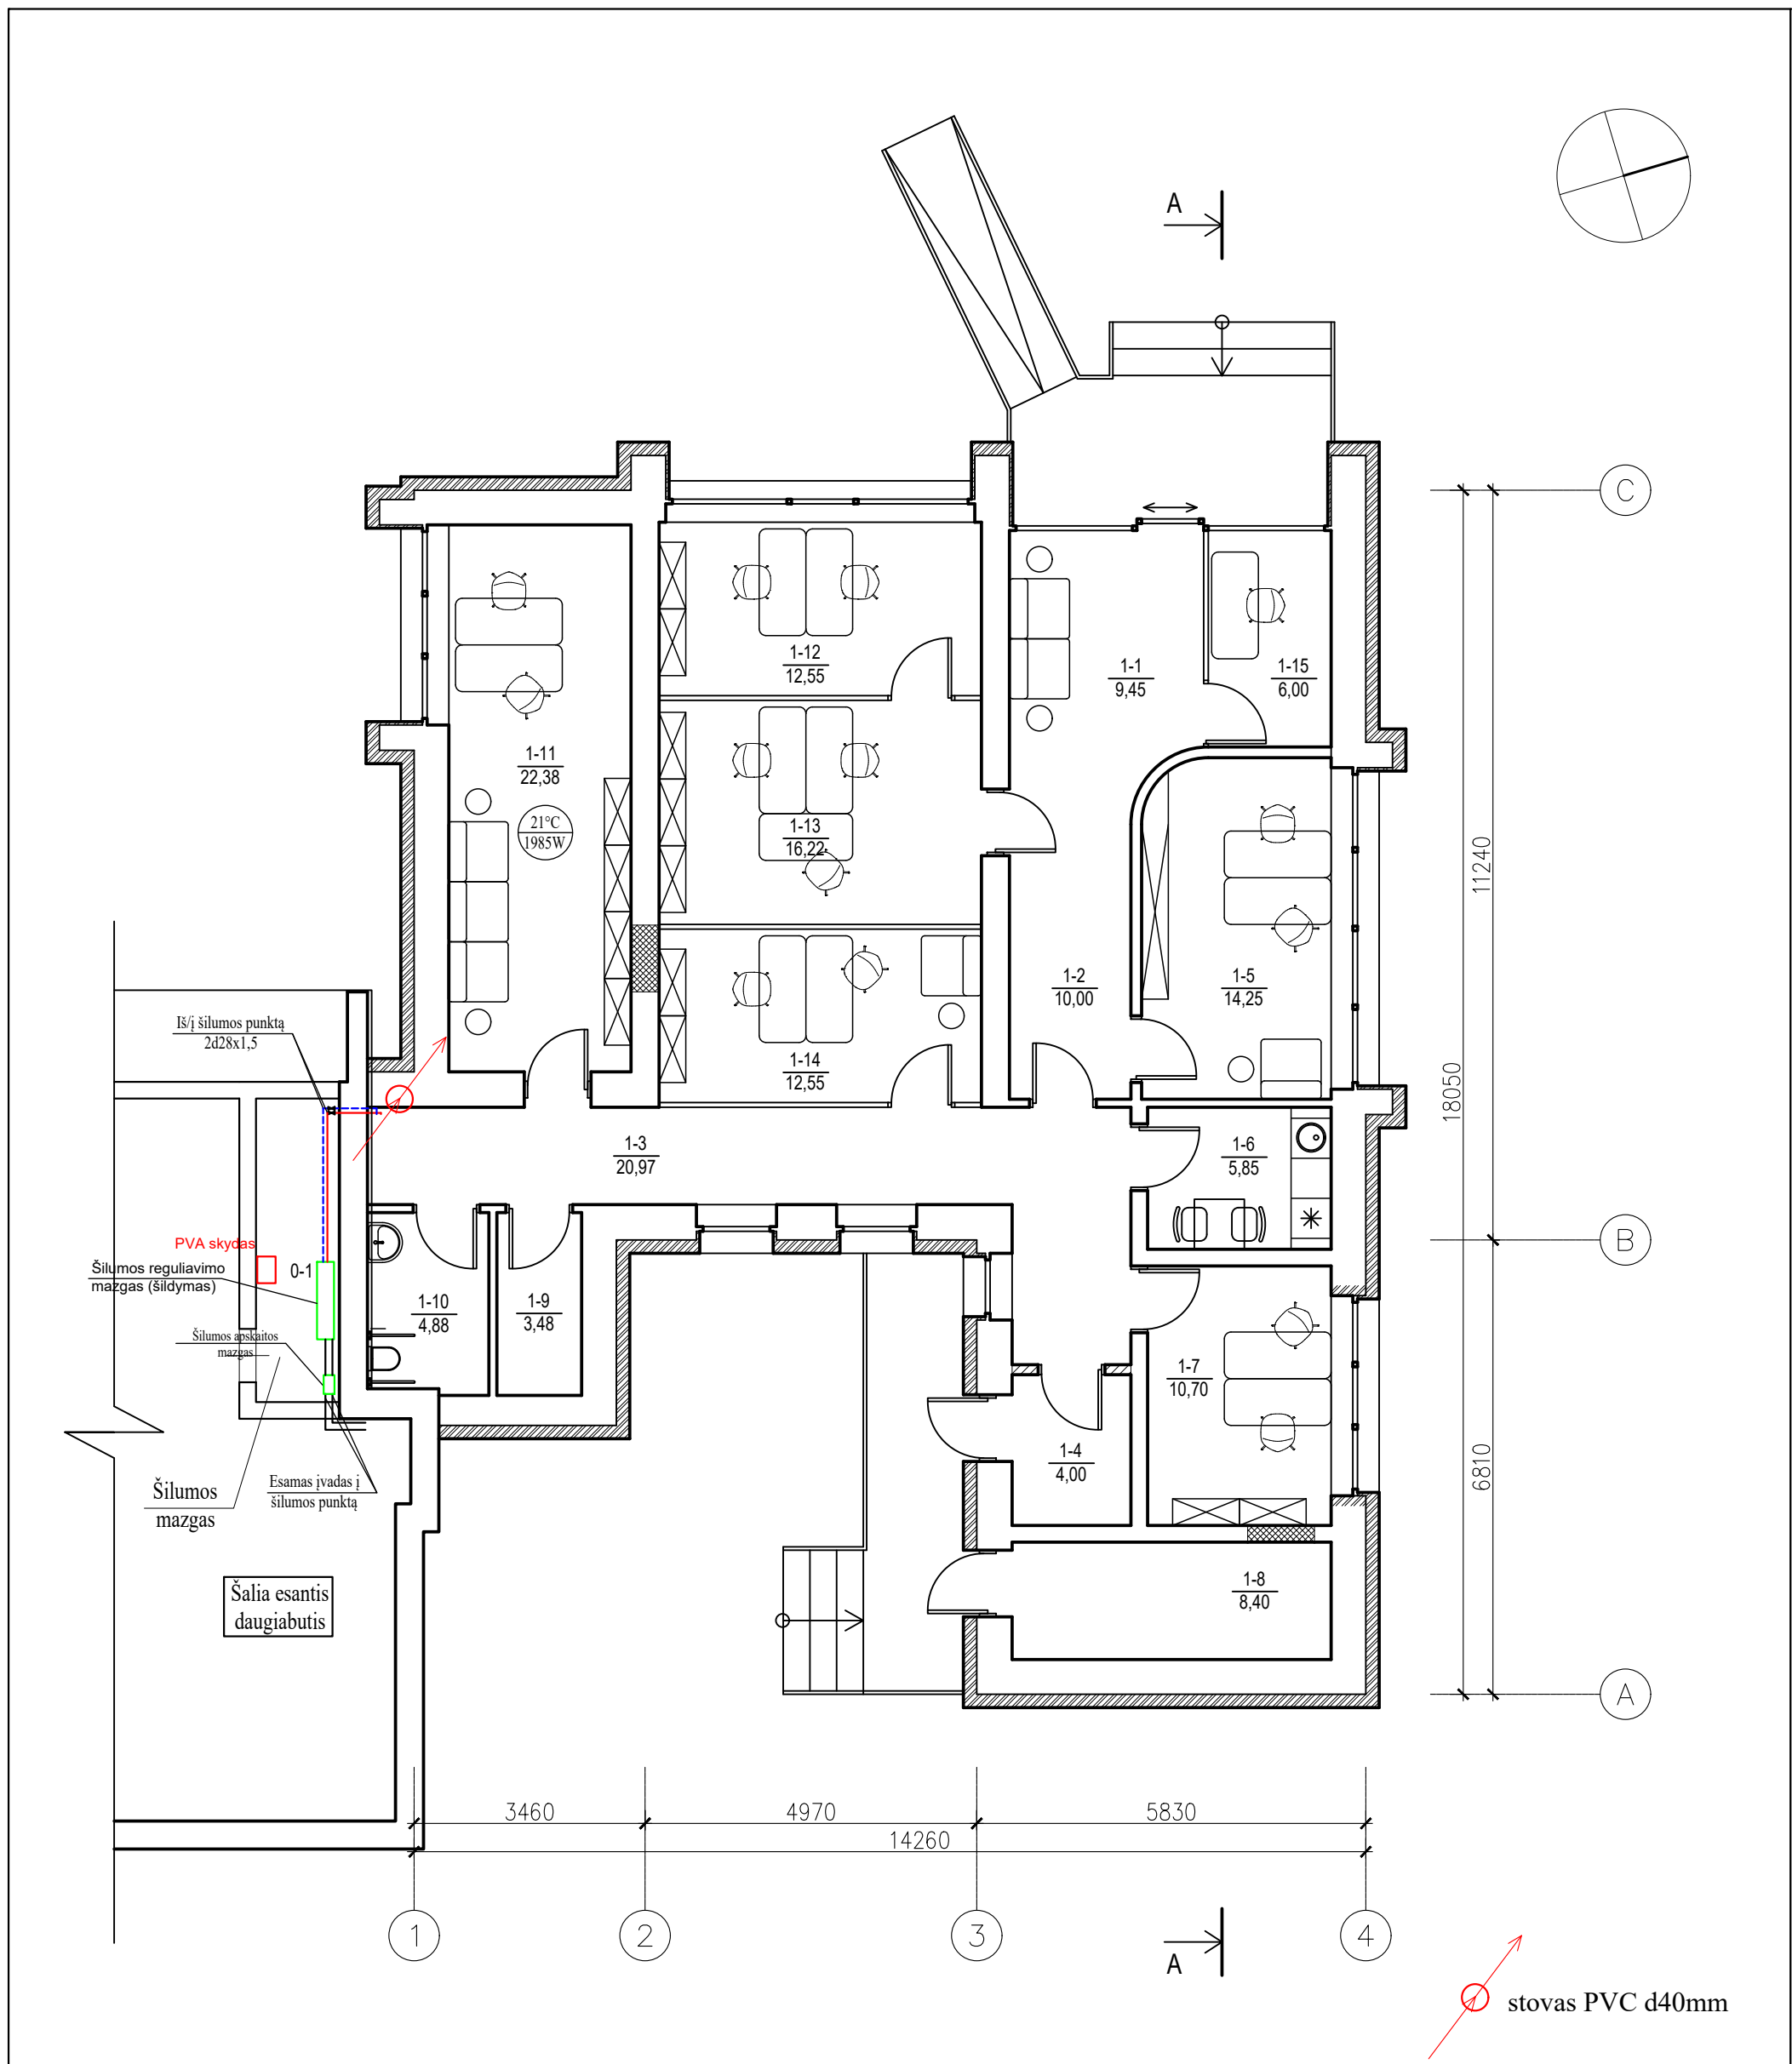 A
C
1-12
12,55
1-1
9,45
1-15
6,00
1-11
22,38
21°C
1985W
1-13
16,22
11240
1-2
10,00
1-5
14,25
Iš/į šilumos punktą
2d28x1,5
1-14
12,55
18050
1-3
20,97
1-6
5,85
B
PVA skydas
0-1
Šilumos reguliavimo
mazgas (šildymas)
1-10
4,88
1-9
3,48
Šilumos apskaitos
mazgas
1-7
10,70
1-4
4,00
6810
Šilumos
mazgas
Esamas įvadas į
šilumos punktą
Šalia esantis
daugiabutis
1-8
8,40
A
3460
4970
5830
14260
1
2
3
4
A
stovas PVC d40mm